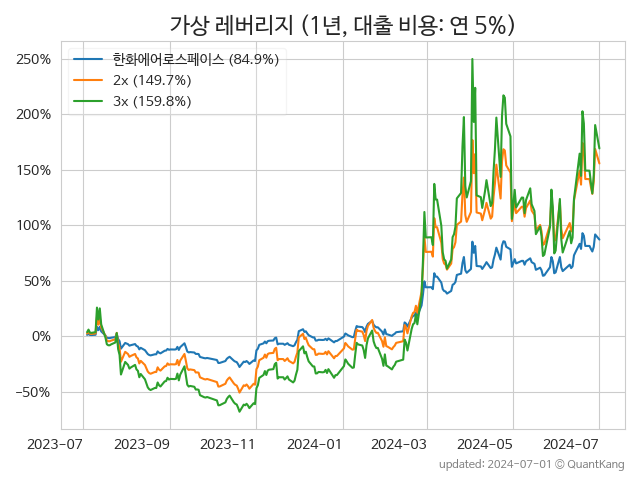 가상 레버리지 (1년, 대출 비용: 연 5%)
한화에어로스페이스 (84.9%)
2x (149.7%)
3x (159.8%)
250%
200%
150%
100%
50%
0%
−50%
2023-07 2023-09 2023-11 2024-01 2024-03 2024-05 2024-07
updated: 2024-07-01 © QuantKang